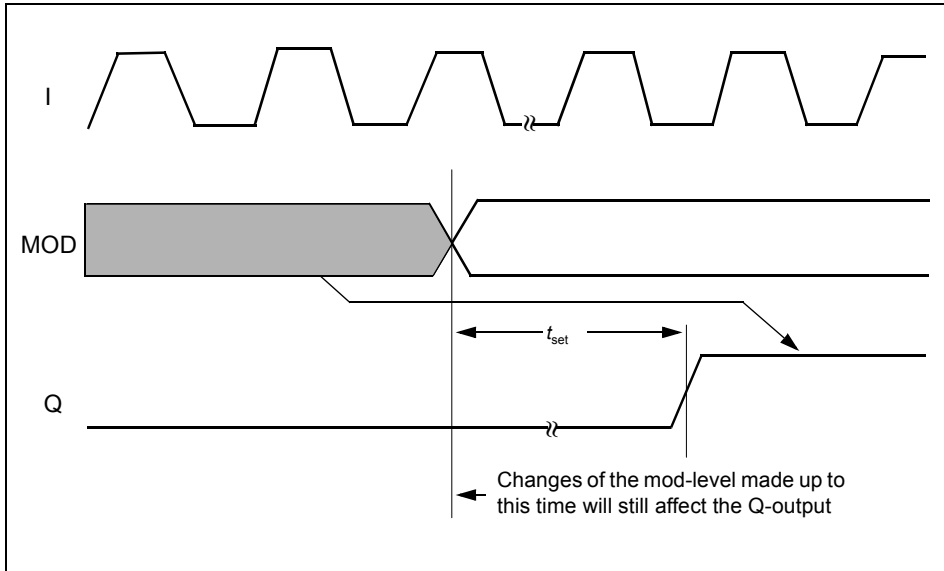 I
MOD
tset
Q
Changes of the mod-level made up to
this time will still affect the Q-output